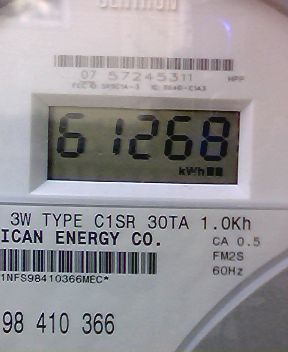 07 57245311 HPP
61268
kWh
3W TYPE C1SR 30TA 1.0Kh
ICAN ENERGY CO.
CA 0.5
FM2S
60Hz
1NFS98410366MEC*
98 410 366